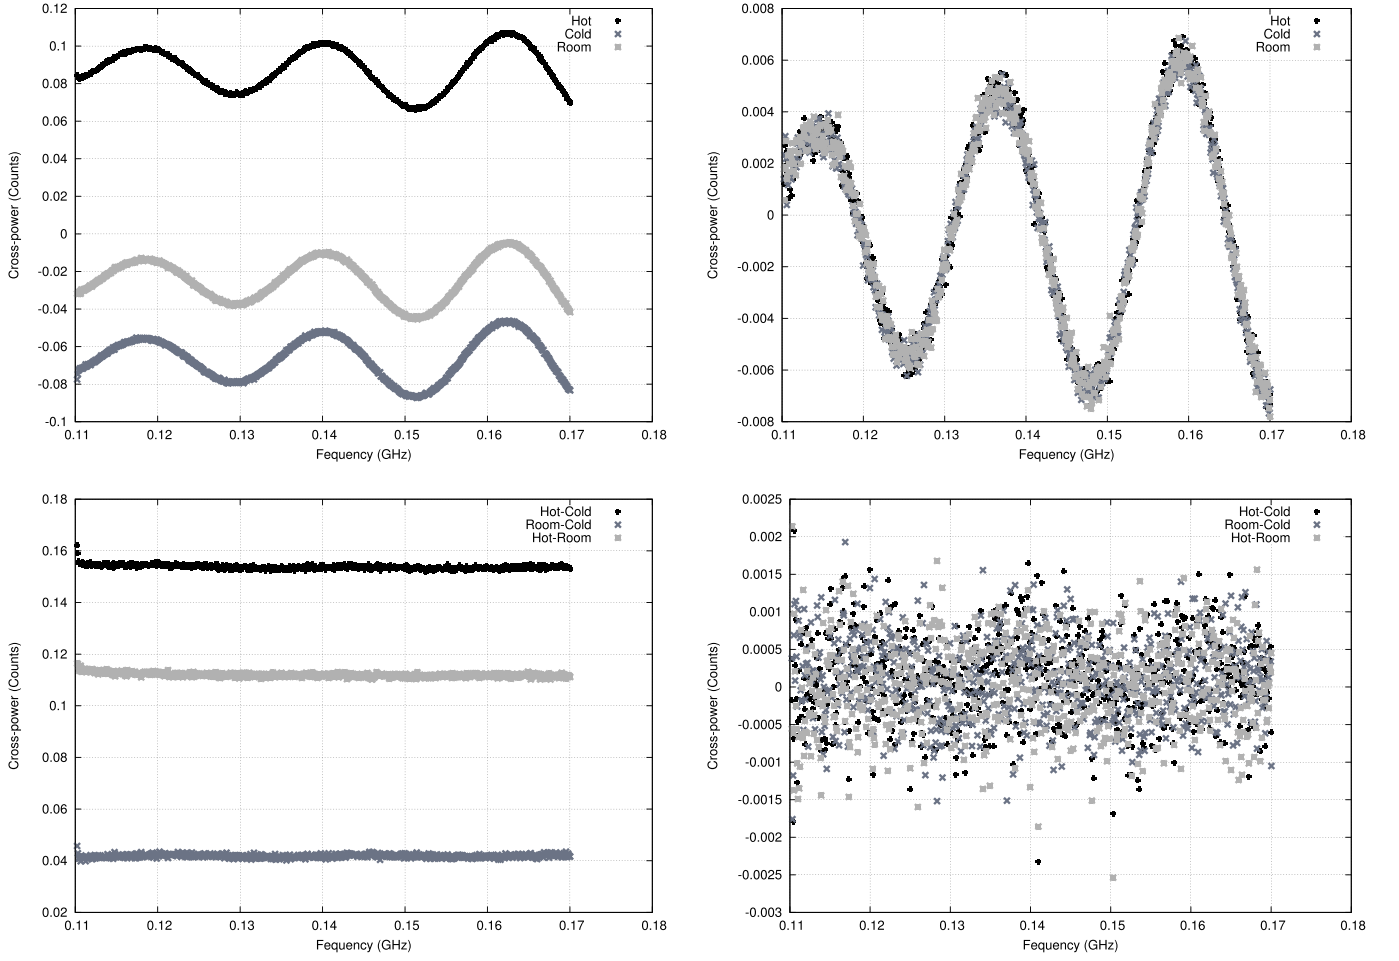 0.12
0.1
0.08
0.06
0.04
0.02
0
-0.02
-0.04
-0.06
-0.08
-0.1
Cross-power (Counts)
Hot
Cold
Room
0.11 0.12 0.13 0.14 0.15 0.16 0.17 0.18
Fequency (GHz)
0.008
0.006
0.004
0.002
0
-0.002
-0.004
-0.006
-0.008
Cross-power (Counts)
Hot
Cold
Room
0.11 0.12 0.13 0.14 0.15 0.16 0.17 0.18
Fequency (GHz)
0.18
0.16
0.14
0.12
0.1
0.08
0.06
0.04
0.02
Cross-power (Counts)
Hot-Cold
Room-Cold
Hot-Room
0.11 0.12 0.13 0.14 0.15 0.16 0.17 0.18
Fequency (GHz)
0.0025
0.002
0.0015
0.001
0.0005
0
-0.0005
-0.001
-0.0015
-0.002
-0.0025
-0.003
Cross-power (Counts)
Hot-Cold
Room-Cold
Hot-Room
0.11 0.12 0.13 0.14 0.15 0.16 0.17 0.18
Fequency (GHz)